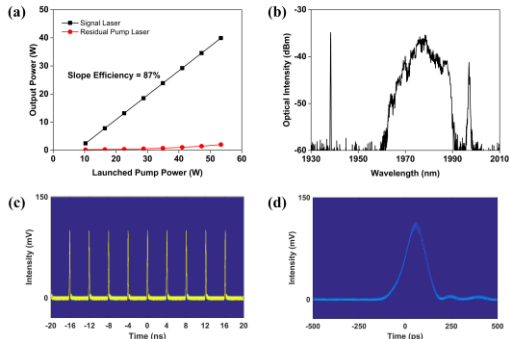 (a)
Signal Laser
Residual Pump Laser
Slope Efficiency = 87%
Output Power (W)
50
40
30
20
10
0
0 10 20 30 40 50 60
Launched Pump Power (W)
(b)
Optical Intensity (dBm)
-30
-40
-50
-60
1930 1950 1970 1990 2010
Wavelength (nm)
(c)
150
Intensity (mV)
0
-20 -16 -12 -8 -4 0 4 8 12 16 20
Time (ns)
(d)
150
Intensity (mV)
0
-500 -250 0 250 500
Time (ps)